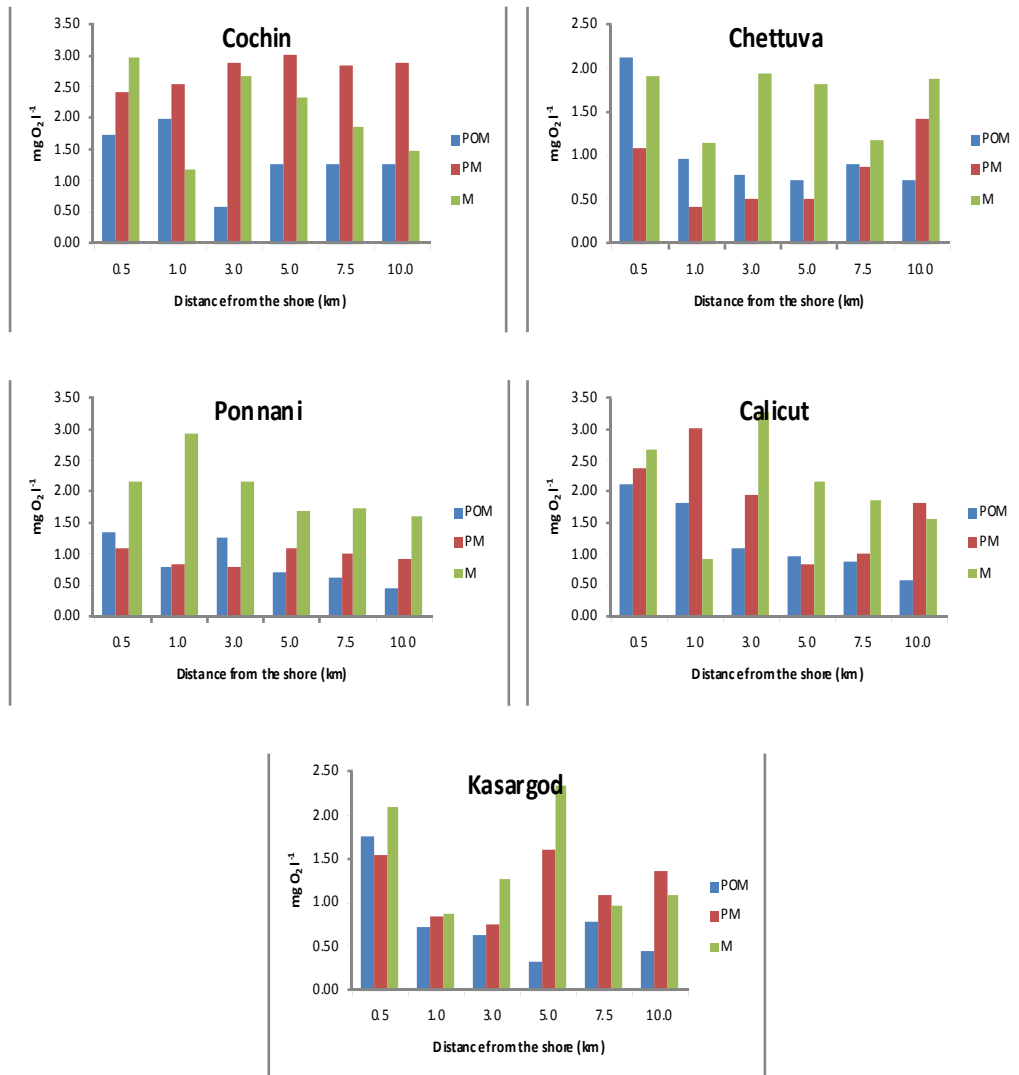 Cochin
3.50
3.00
2.50
2.00
1.50
1.00
0.50
0.00
mg O₂ l⁻¹
0.5 1.0 3.0 5.0 7.5 10.0
Distance from the shore (km)
POM
PM
M
Chettuva
2.50
2.00
1.50
1.00
0.50
0.00
mg O₂ l⁻¹
0.5 1.0 3.0 5.0 7.5 10.0
Distance from the shore (km)
POM
PM
M
Ponnani
3.50
3.00
2.50
2.00
1.50
1.00
0.50
0.00
mg O₂ l⁻¹
0.5 1.0 3.0 5.0 7.5 10.0
Distance from the shore (km)
POM
PM
M
Calicut
3.50
3.00
2.50
2.00
1.50
1.00
0.50
0.00
mg O₂ l⁻¹
0.5 1.0 3.0 5.0 7.5 10.0
Distance from the shore (km)
POM
PM
M
Kasargod
2.50
2.00
1.50
1.00
0.50
0.00
mg O₂ l⁻¹
0.5 1.0 3.0 5.0 7.5 10.0
Distance from the shore (km)
POM
PM
M